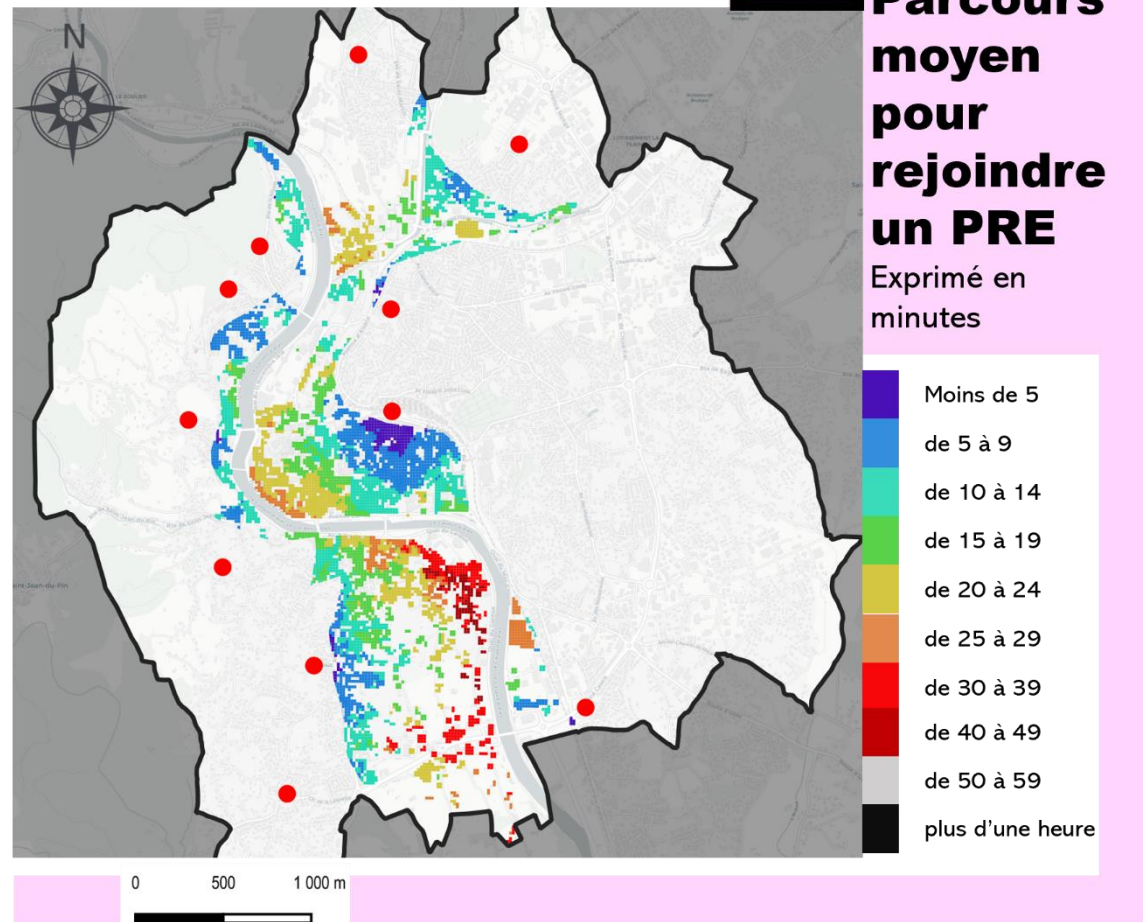 Parcours
moyen
pour
rejoindre
un PRE
Exprimé en
minutes
N
Moins de 5
de 5 à 9
de 10 à 14
de 15 à 19
de 20 à 24
de 25 à 29
de 30 à 39
de 40 à 49
de 50 à 59
plus d'une heure
0 500 1 000 m